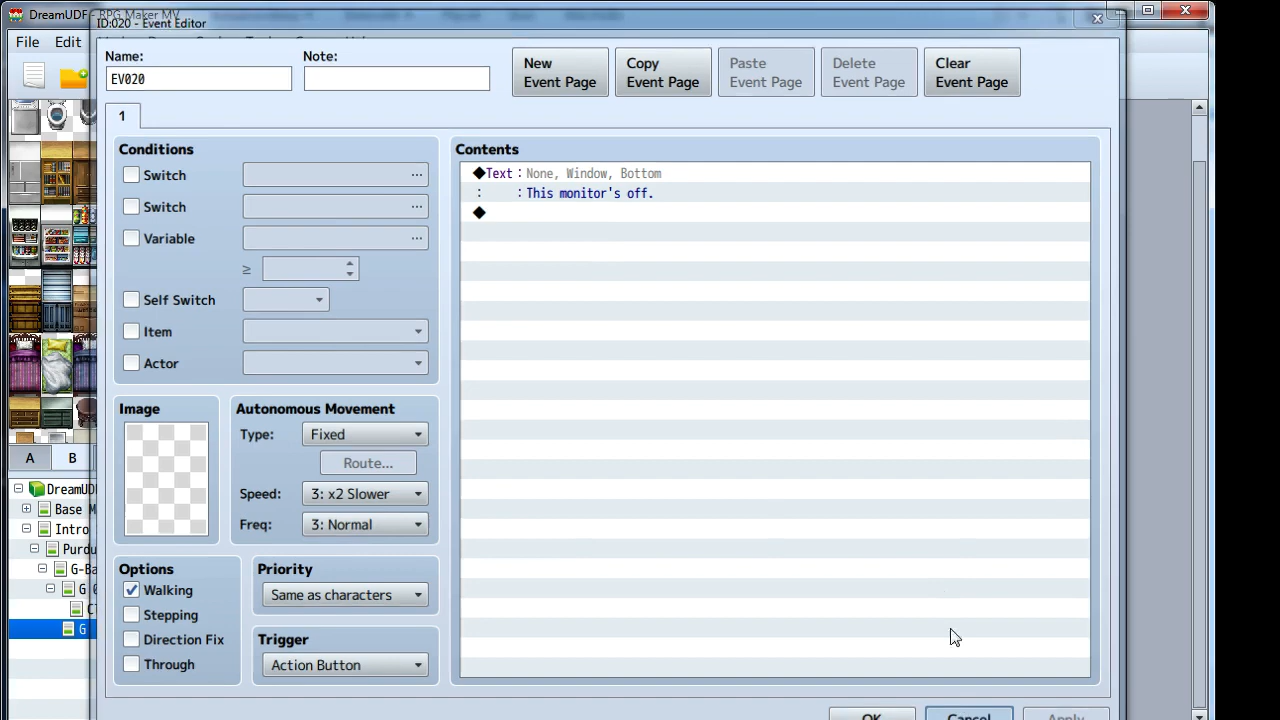 DreamUDF - RPG Maker MV
ID:020 - Event Editor
File Edit
Name: Note:
EV020
New Event Page
Copy Event Page
Paste Event Page
Delete Event Page
Clear Event Page
1
Conditions
Switch ...
Switch ...
Variable ...
≥
Self Switch
Item
Actor
Image
Autonomous Movement
Type: Fixed
Route...
Speed: 3: x2 Slower
Freq: 3: Normal
Options
Walking
Stepping
Direction Fix
Through
Priority
Same as characters
Trigger
Action Button
Contents
◆Text：None, Window, Bottom
: ：This monitor's off.
◆
A B
DreamUD
Base M
Intro
Purdu
G-Ba
G
G
OK Cancel Apply